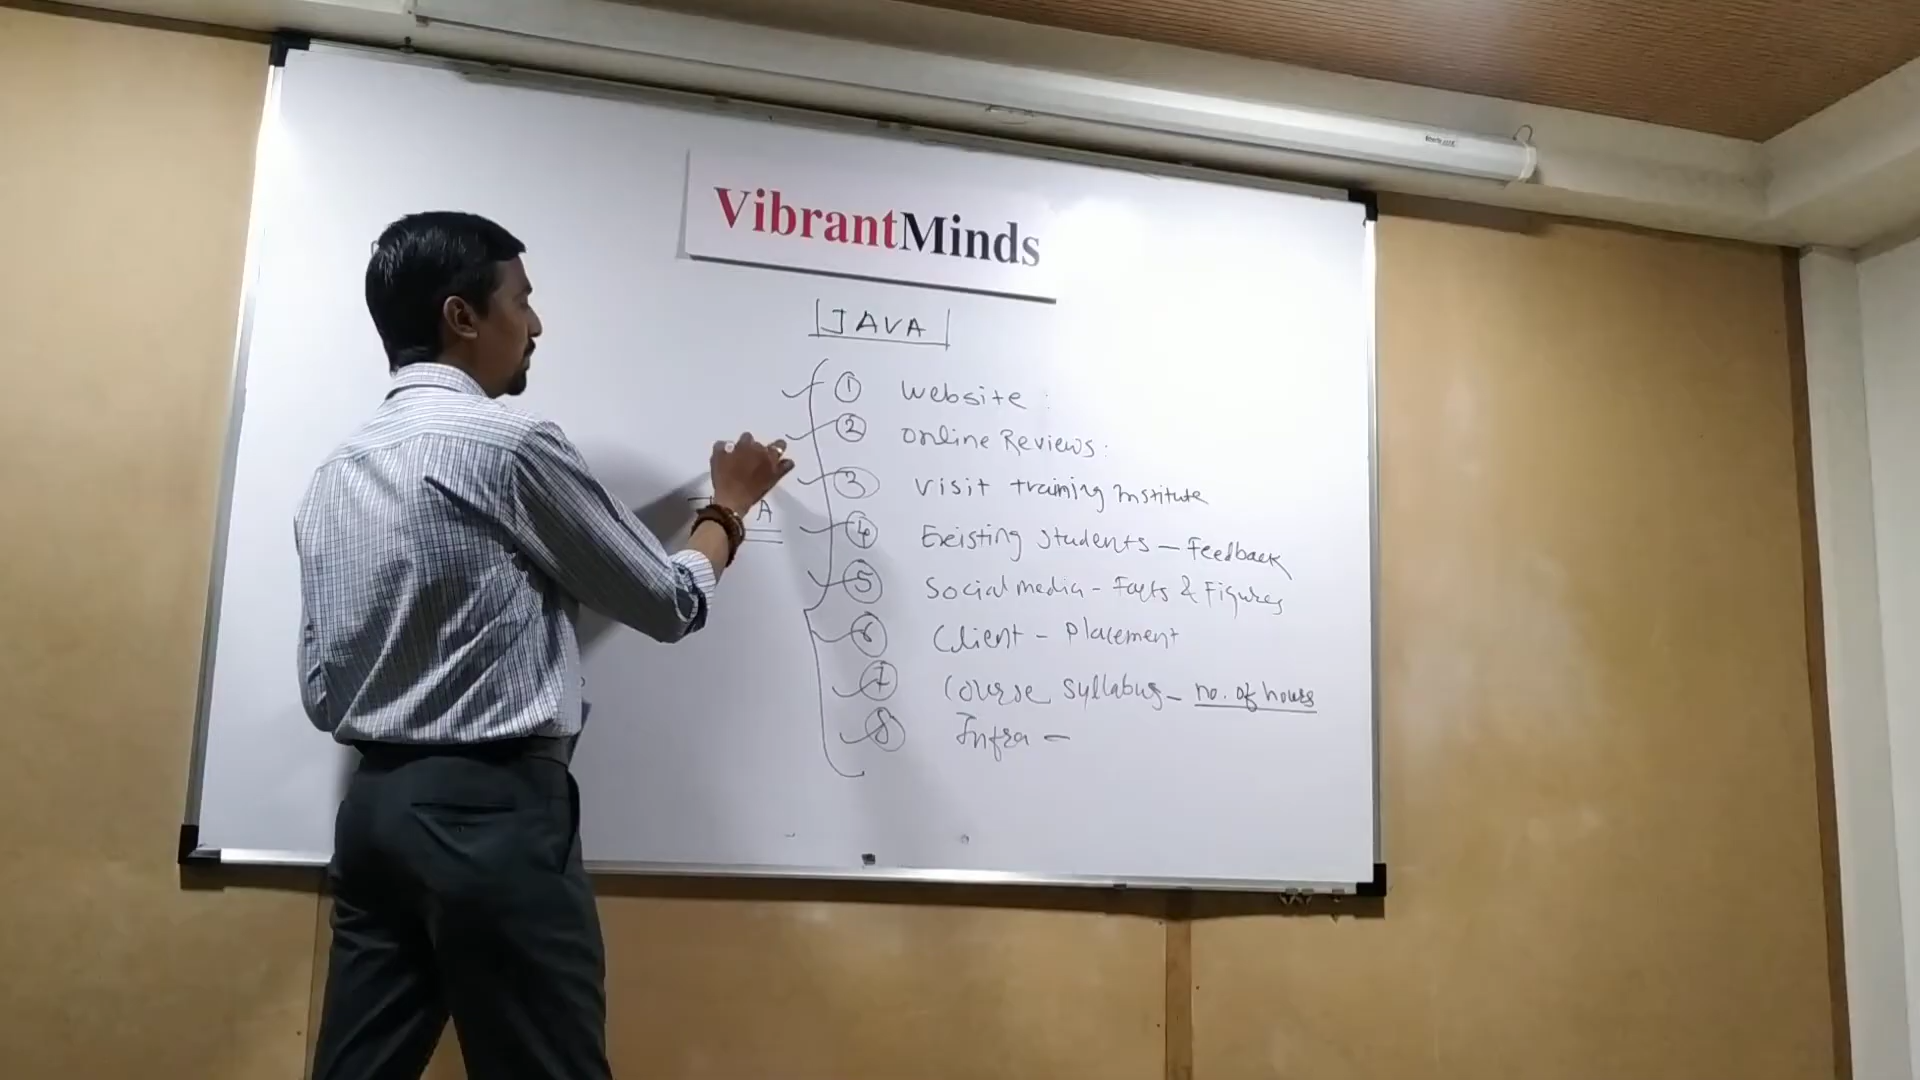 VibrantMinds
JAVA
1 Website :
2 Online Reviews :
3 Visit training Institute
4 Existing students - Feedback
5 Social media - Facts & Figures
6 Client - Placement
7 Course syllabus - no. of hours
8 Infra -